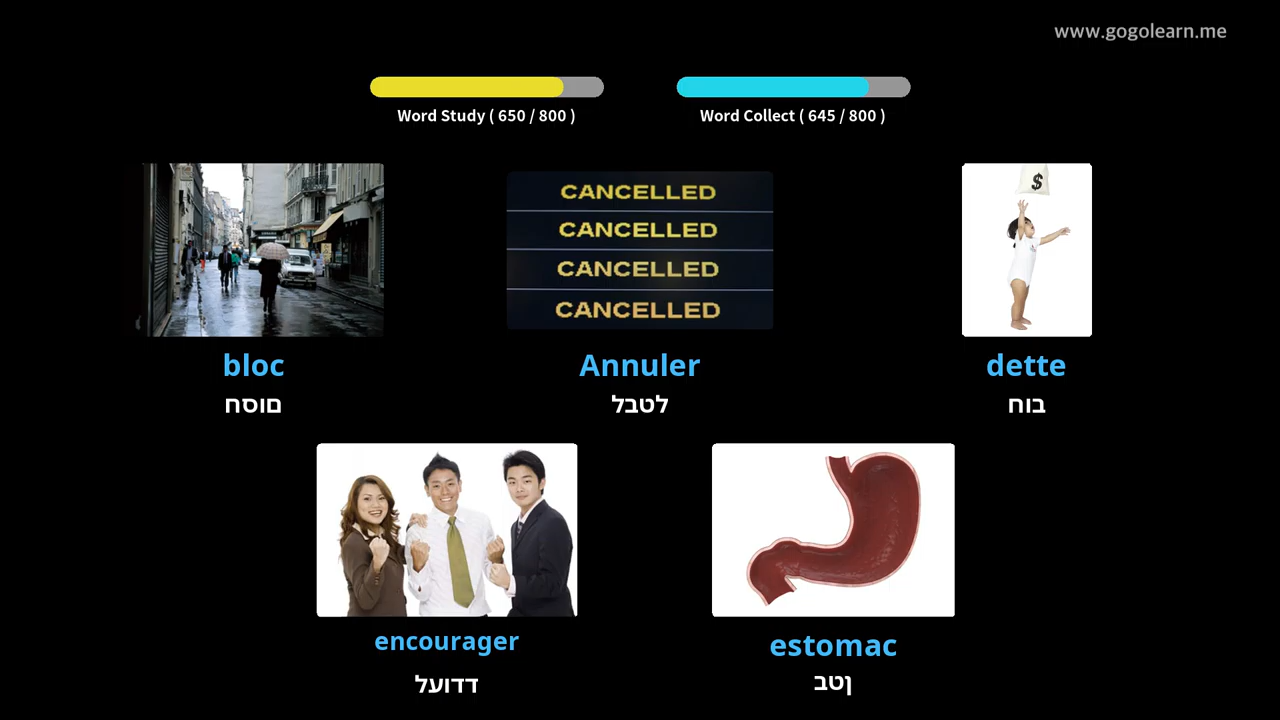 www.gogolearn.me
Word Study ( 650 / 800 )
Word Collect ( 645 / 800 )
bloc
םוסח
Annuler
לטבל
dette
בוח
encourager
דדועל
estomac
ןטב
CANCELLED
CANCELLED
CANCELLED
CANCELLED
$